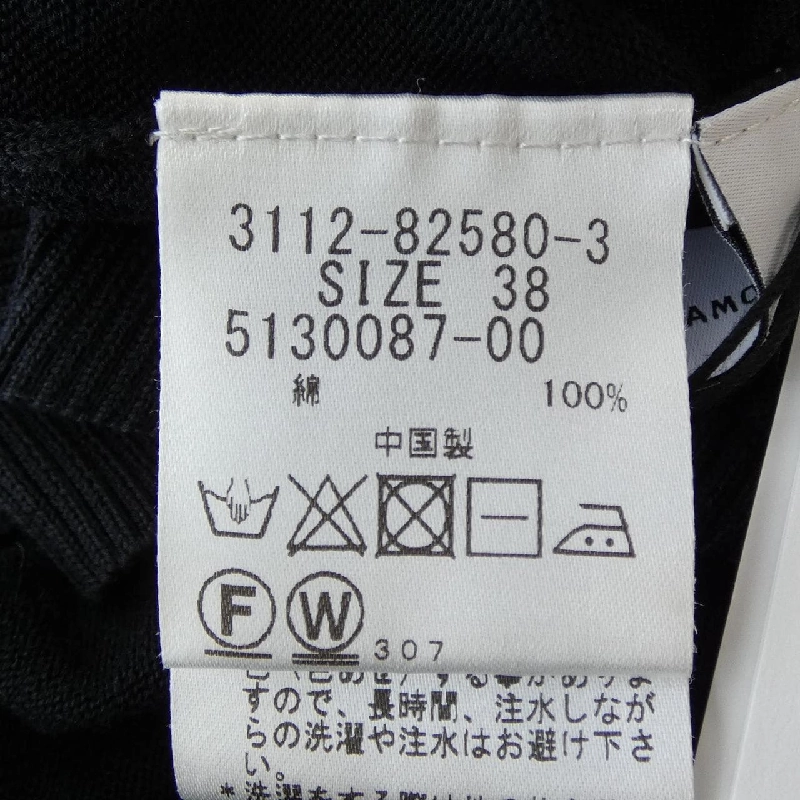 3112-82580-3
SIZE 38
5130087-00
綿 100%
中国製
AMO
F W 307
すので、長時間、注水しなが
らの洗濯や注水はお避け下さ
い。